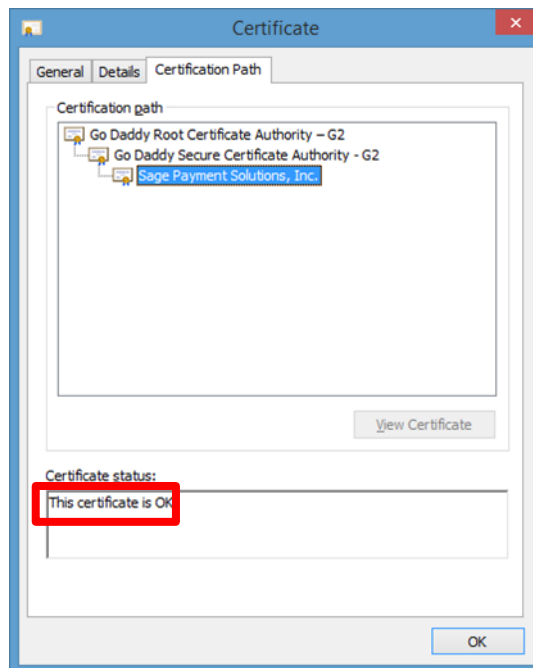 Certificate
General Details Certification Path
Certification path
Go Daddy Root Certificate Authority – G2
Go Daddy Secure Certificate Authority - G2
Sage Payment Solutions, Inc.
View Certificate
Certificate status:
This certificate is OK
OK